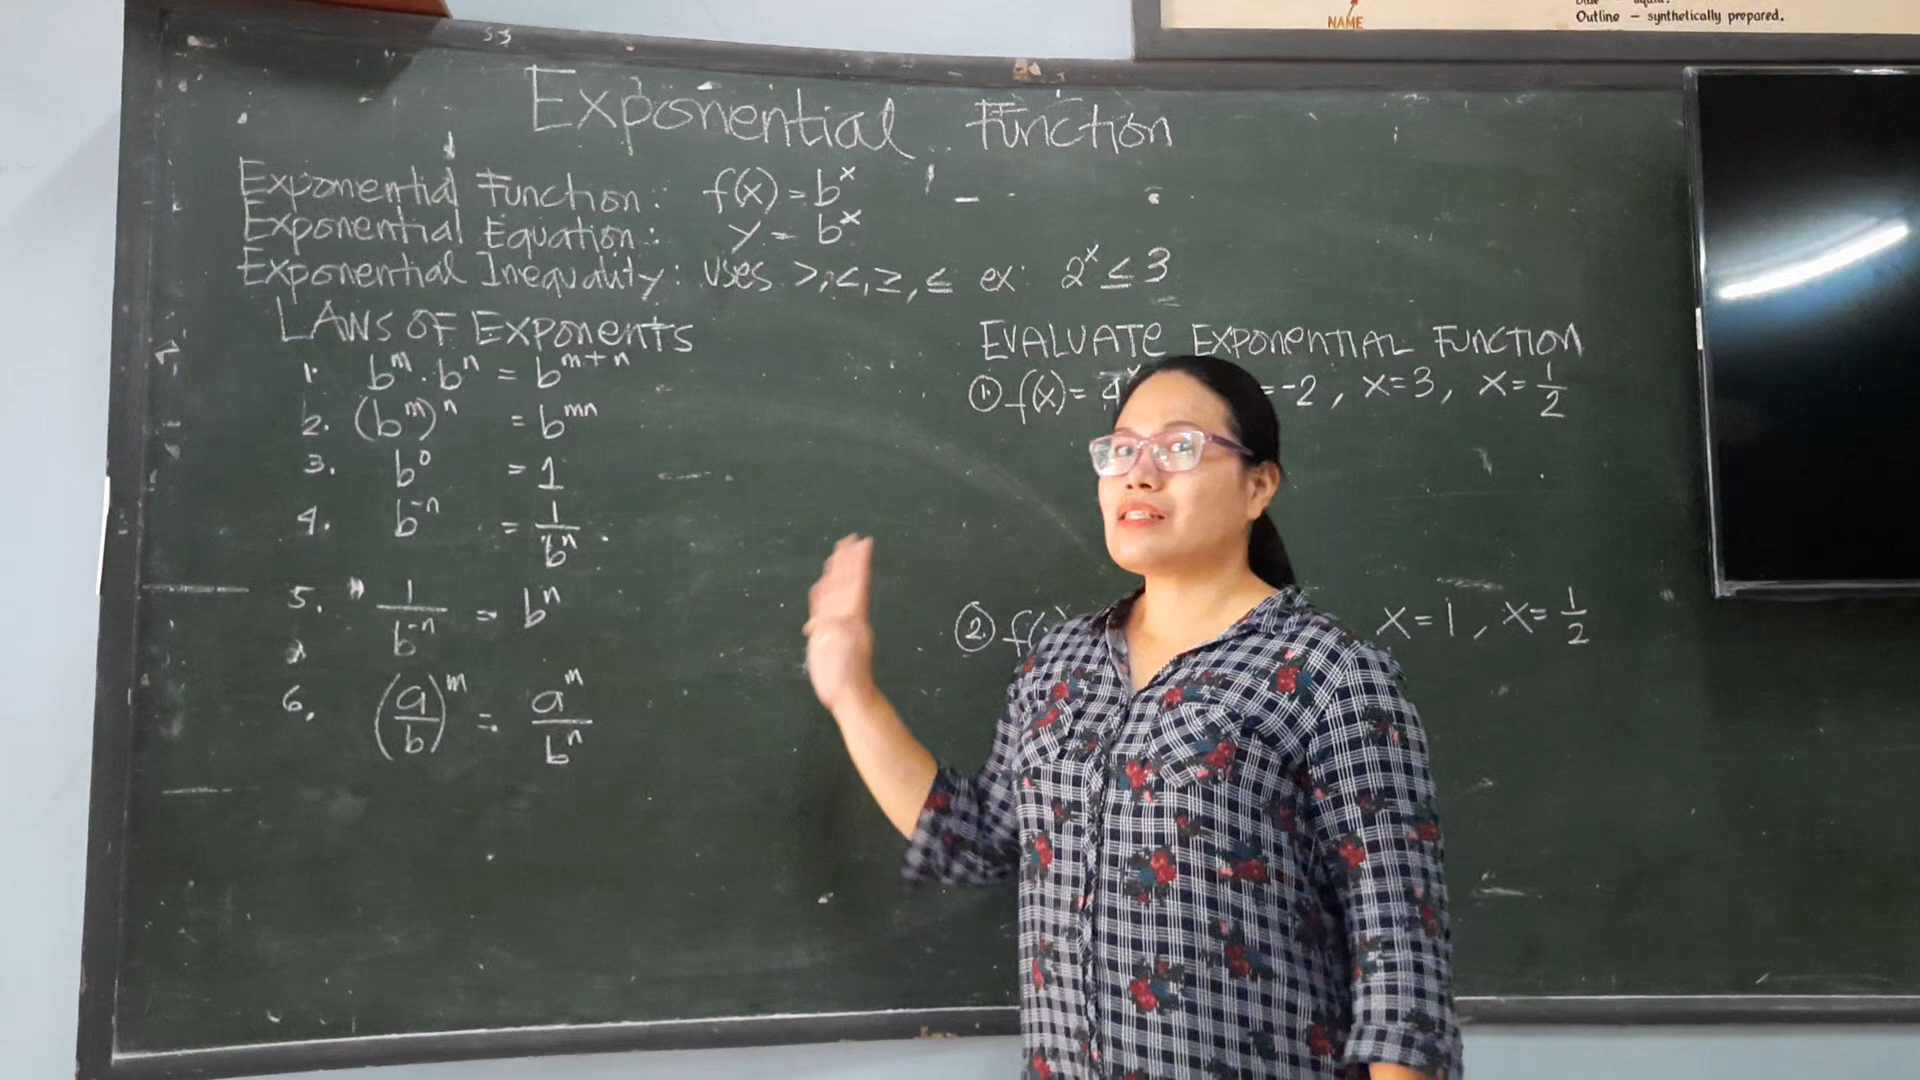 NAME
Outline – synthetically prepared.
Exponential Function
Exponential Function: f(x) = b^x
Exponential Equation: y = b^x
Exponential Inequality: uses >, <, ≥, ≤ ex: 2^x ≤ 3
LAWS OF EXPONENTS
1. b^m · b^n = b^(m+n)
2. (b^m)^n = b^(mn)
3. b^0 = 1
4. b^(-n) = 1/b^n
5. 1/b^(-n) = b^n
6. (a/b)^m = a^m/b^n
EVALUATE EXPONENTIAL FUNCTION
1. f(x) = 4^x = -2, x = 3, x = 1/2
2. x = 1, x = 1/2